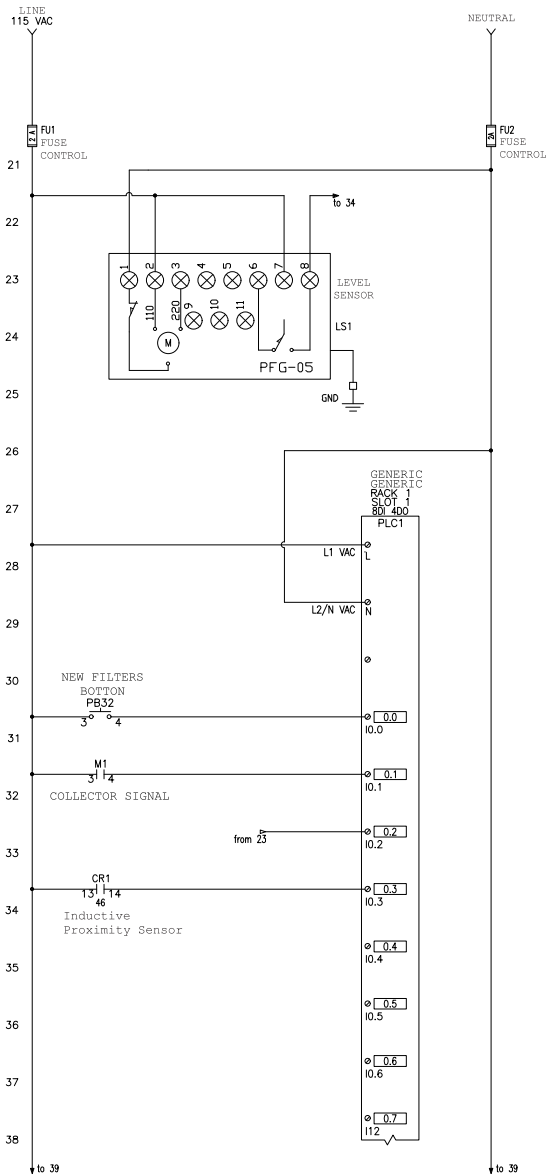 LINE
115 VAC
NEUTRAL
2 A
FU1
FUSE
CONTROL
2A
FU2
FUSE
CONTROL
21
to 34
22
1 2 3 4 5 6 7 8
23
LEVEL
SENSOR
110
220
9 10 11
LS1
24
M
PFG-05
25
GND
26
GENERIC
GENERIC
RACK 1
SLOT 1
8DI 4DO
27
PLC1
L1 VAC
L
28
L2/N VAC
N
29
30
NEW FILTERS
BOTTON
PB32
3 4
0.0
I0.0
31
M1
3 4
0.1
I0.1
32
COLLECTOR SIGNAL
from 23
0.2
I0.2
33
CR1
13 14
46
0.3
I0.3
34
Inductive
Proximity Sensor
0.4
I0.4
35
0.5
I0.5
36
0.6
I0.6
37
0.7
I12
38
to 39
to 39